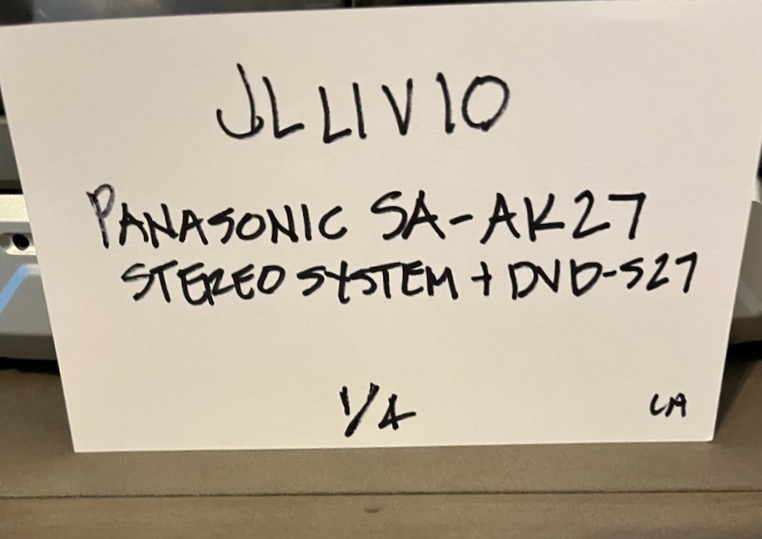 JLLIV10
PANASONIC SA-AK27
STEREO SYSTEM + DVD-S27
1/4
LA